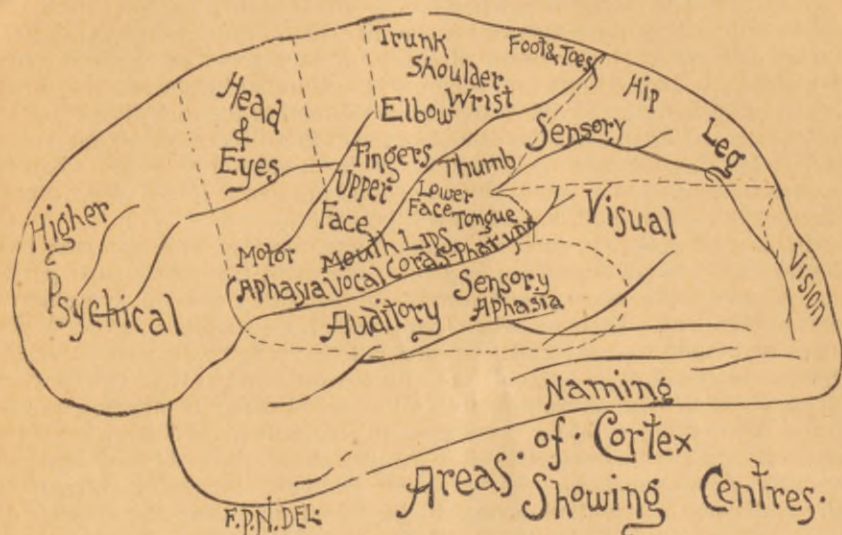 Trunk
Shoulder
Elbow Wrist
Foot & Toes
Hip
Leg
Head
&
Eyes
Fingers
Thumb
Sensory
Upper
Face
Lower
Face Tongue
Visual
Vision
Higher
Psychical
Motor
Aphasia
Mouth Lips
Vocal Cords-Pharynx
Auditory
Sensory
Aphasia
Naming
Areas. of. Cortex
Showing Centres.
F.P.N. DEL.